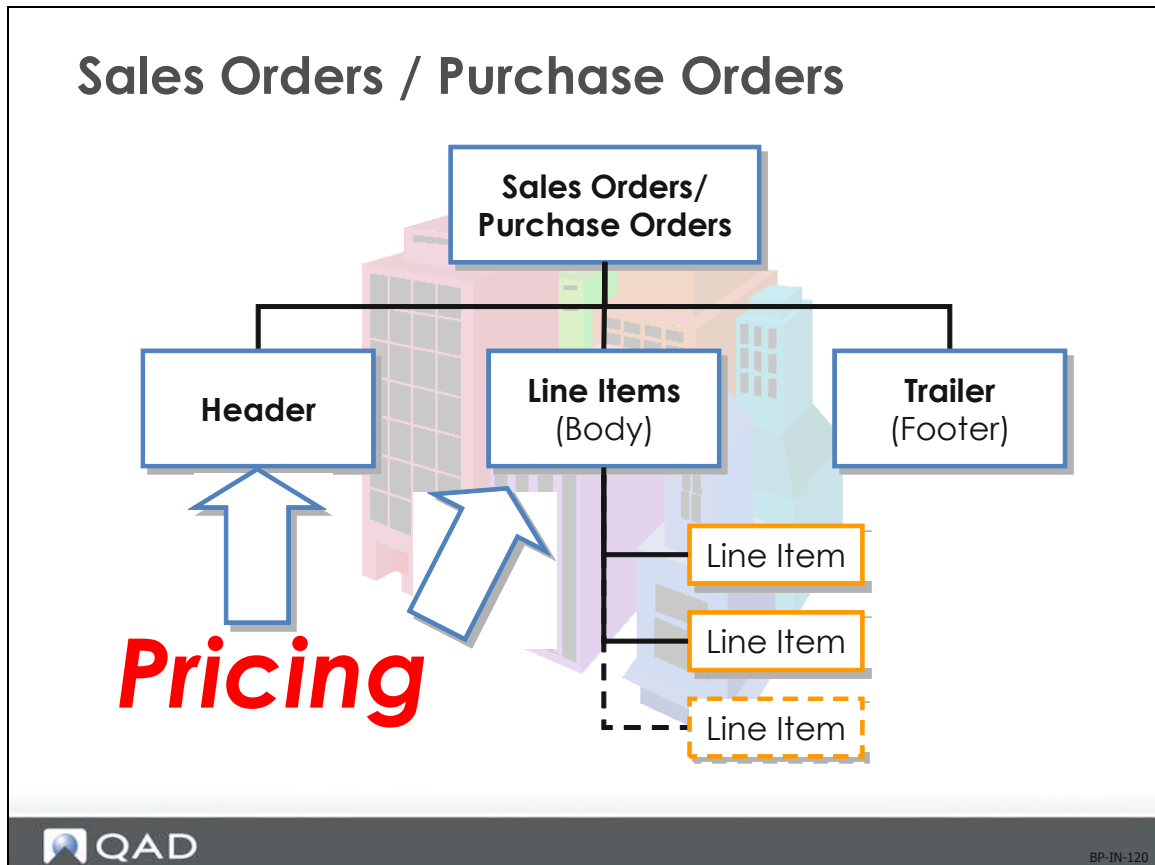 Sales Orders / Purchase Orders
Sales Orders/
Purchase Orders
Header
Line Items
(Body)
Trailer
(Footer)
Line Item
Line Item
Line Item
Pricing
QAD
BP-IN-120